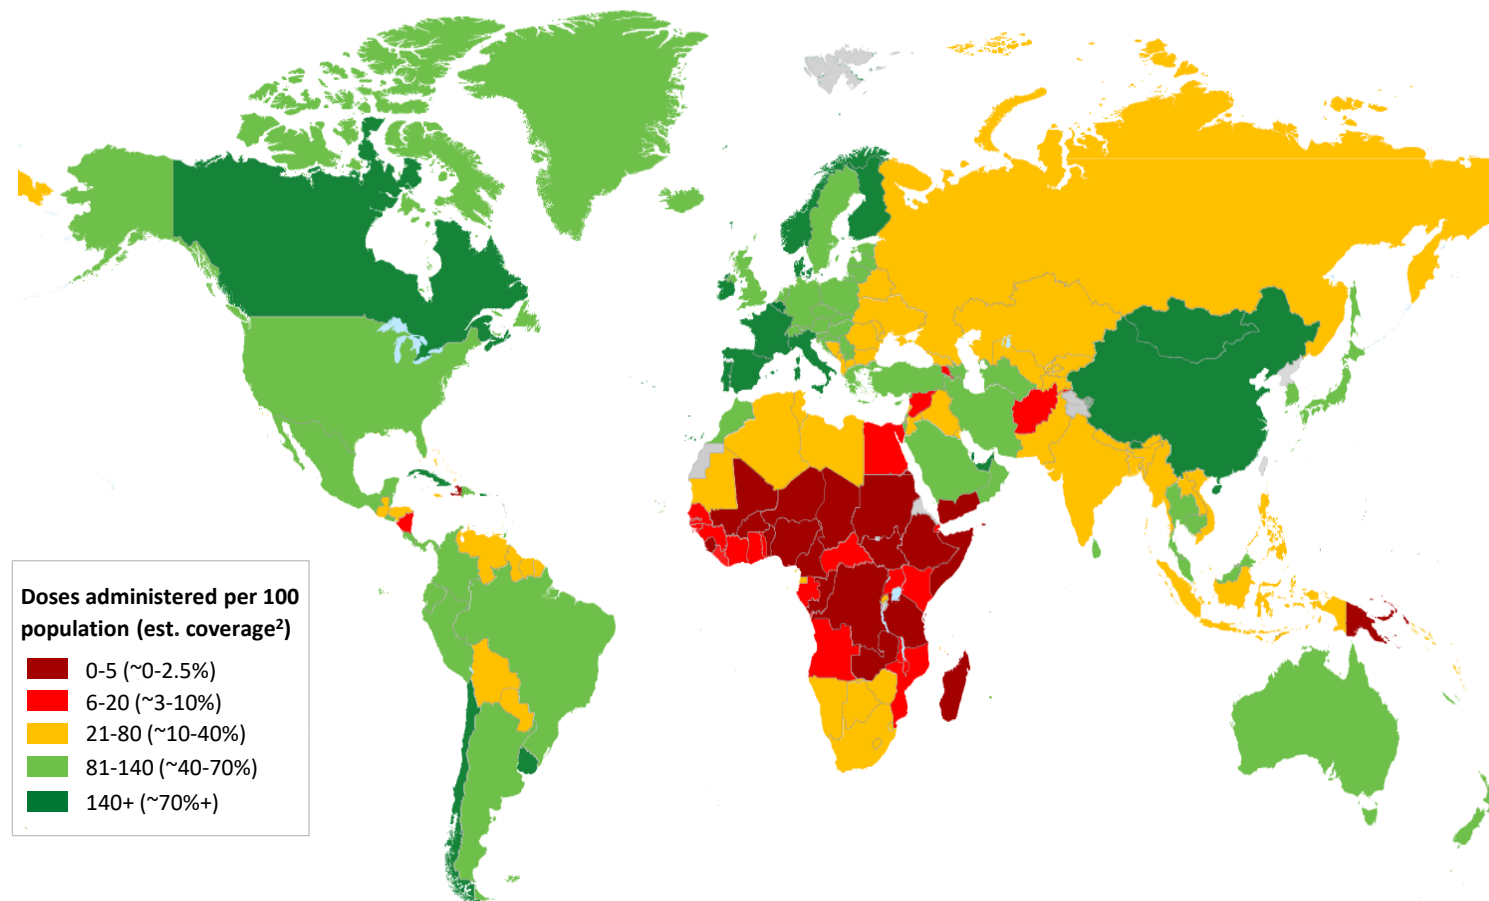 Doses administered per 100
population (est. coverage²)
0-5 (~0-2.5%)
6-20 (~3-10%)
21-80 (~10-40%)
81-140 (~40-70%)
140+ (~70%+)